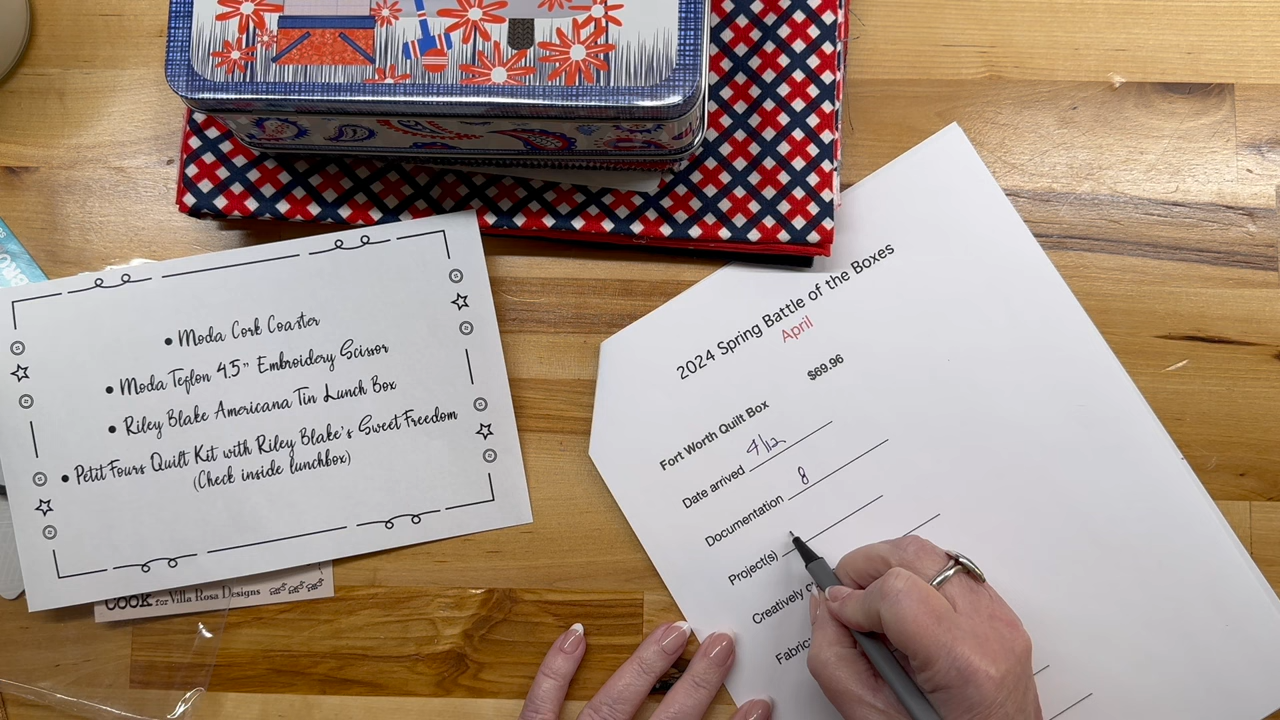 • Moda Cork Coaster
• Moda Teflon 4.5" Embroidery Scissor
• Riley Blake Americana Tin Lunch Box
• Petit Fours Quilt Kit with Riley Blake's Sweet Freedom
(Check inside lunchbox)
Cook for Villa Rosa Designs
2024 Spring Battle of the Boxes
April
$69.96
Fort Worth Quilt Box
Date arrived 4/12
Documentation 8
Project(s)
Creatively
Fabric